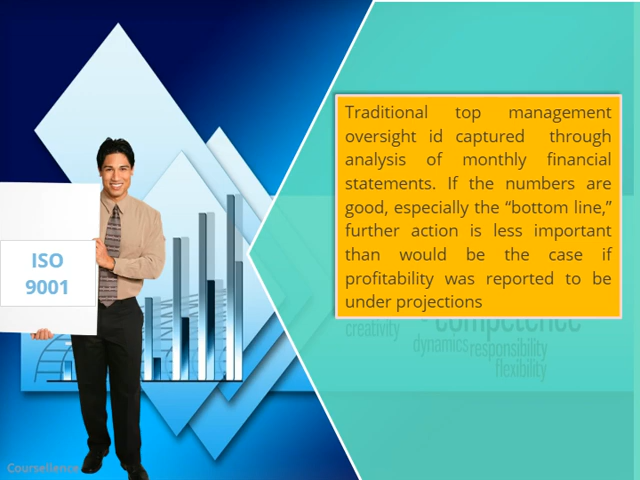 Traditional top management
oversight id captured through
analysis of monthly financial
statements. If the numbers are
good, especially the “bottom line,”
further action is less important
than would be the case if
profitability was reported to be
under projections
ISO
9001
competence
creativity
dynamics responsibility
flexibility
Coursellence